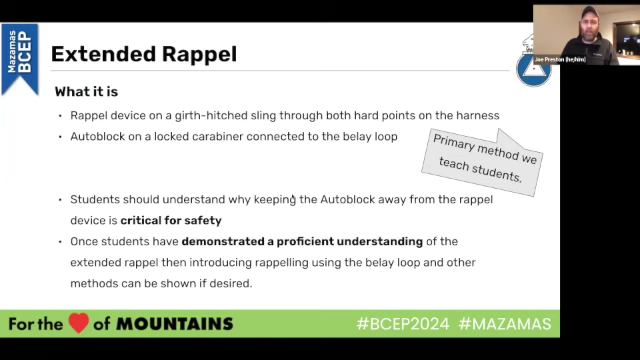 Mazamas
BCEP
Extended Rappel
What it is
• Rappel device on a girth-hitched sling through both hard points on the harness
• Autoblock on a locked carabiner connected to the belay loop
Primary method we
teach students.
• Students should understand why keeping the Autoblock away from the rappel
device is critical for safety
• Once students have demonstrated a proficient understanding of the
extended rappel then introducing rappelling using the belay loop and other
methods can be shown if desired.
For the ❤ of MOUNTAINS
#BCEP2024 #MAZAMAS
Joe Preston (he/him)